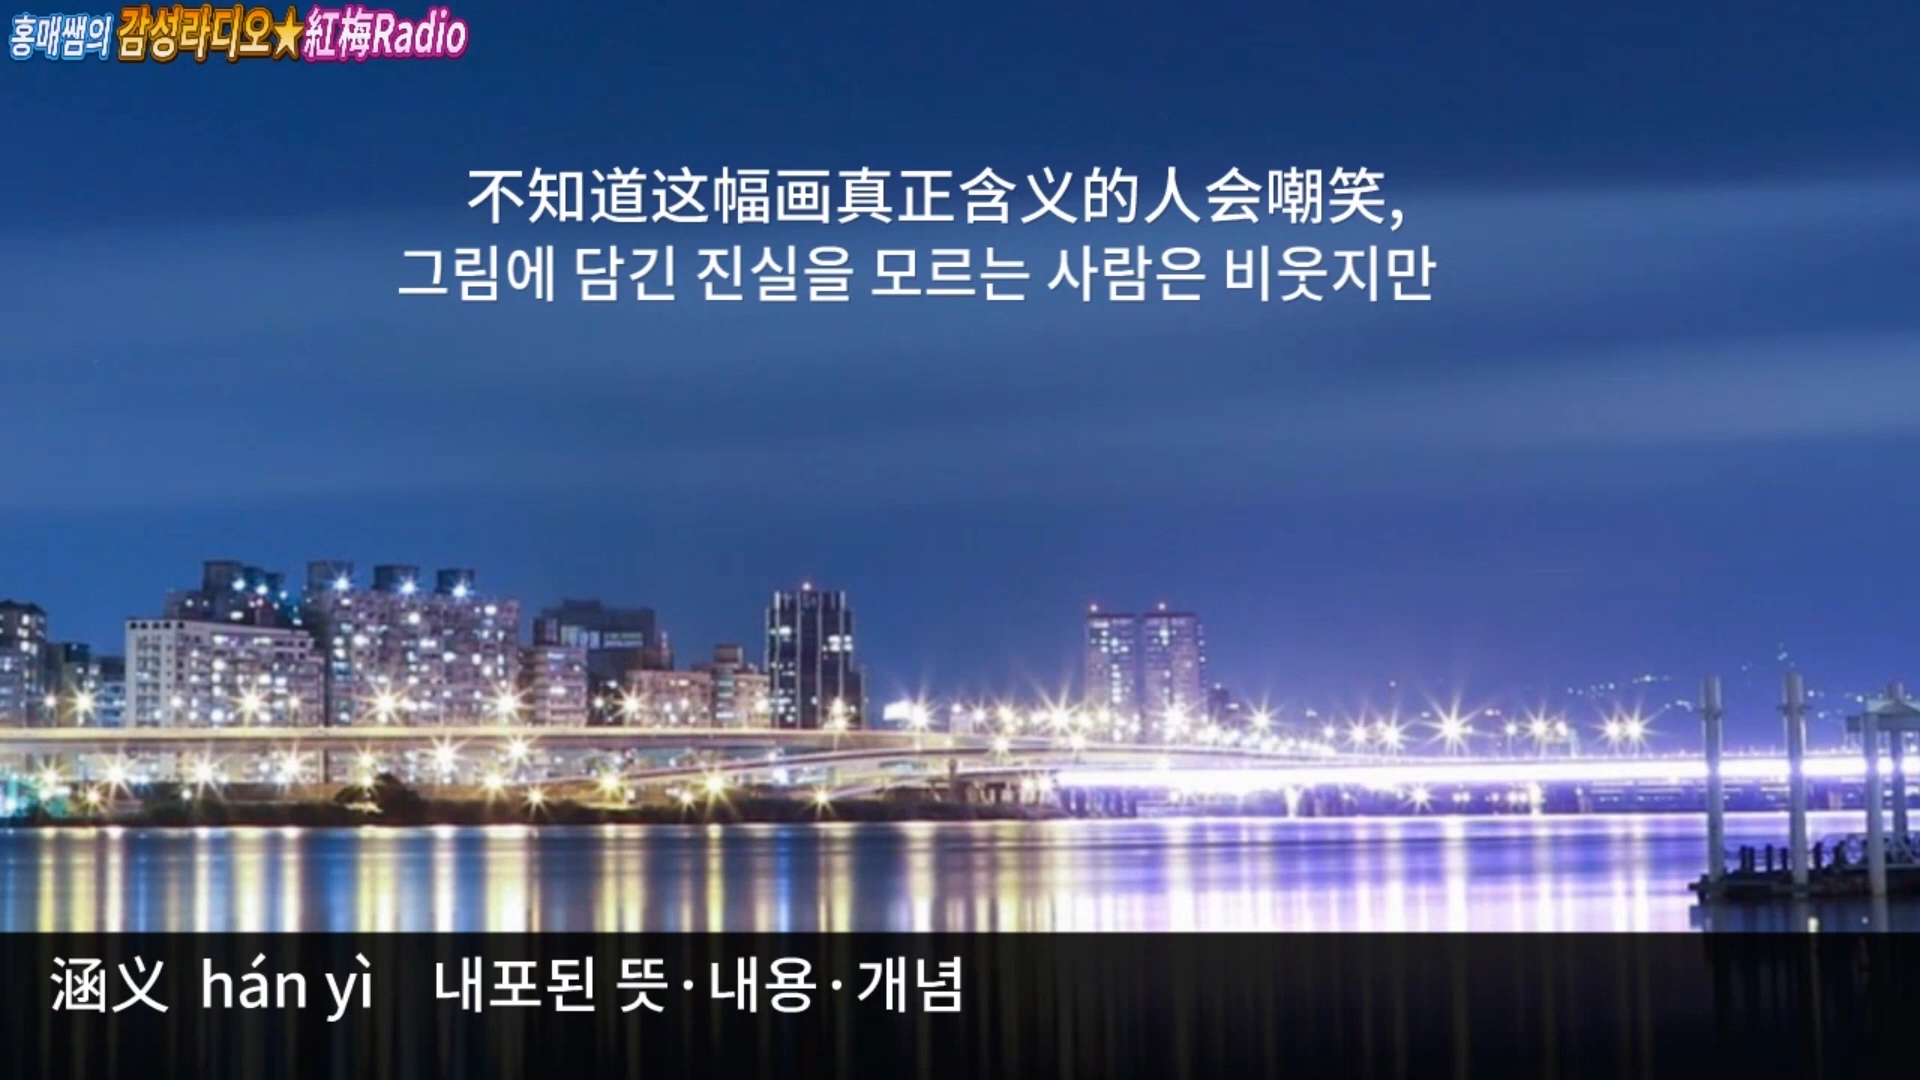 홍매쌤의 감성라디오★紅梅Radio
不知道这幅画真正含义的人会嘲笑,
그림에 담긴 진실을 모르는 사람은 비웃지만
涵义 hán yì 내포된 뜻·내용·개념